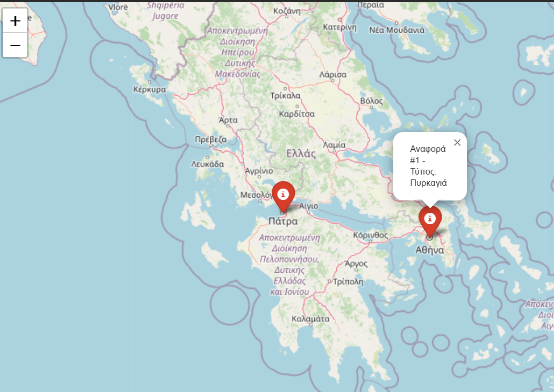 +
−
Vlorë
Shqipëria
Jugore
Κοζάνη
Κατερίνη
Νέα Μουδανιά
Αποκεντρωμένη
Διοίκηση
Ηπείρου -
Δυτικής
Μακεδονίας
Λάρισα
Κέρκυρα
Τρίκαλα
Καρδίτσα
Βόλος
Άρτα
Πρέβεζα
Λαμία
Ελλάς
Λευκάδα
Αγρίνιο
Αναφορά
#1 -
Τύπος:
Πυρκαγιά
×
Αίγιο
Πάτρα
Κόρινθος
Αθήνα
Αποκεντρωμένη
Διοίκηση
Πελοποννήσου,
Δυτικής
Ελλάδας
και Ιονίου
Άργος
Τρίπολη
Καλαμάτα